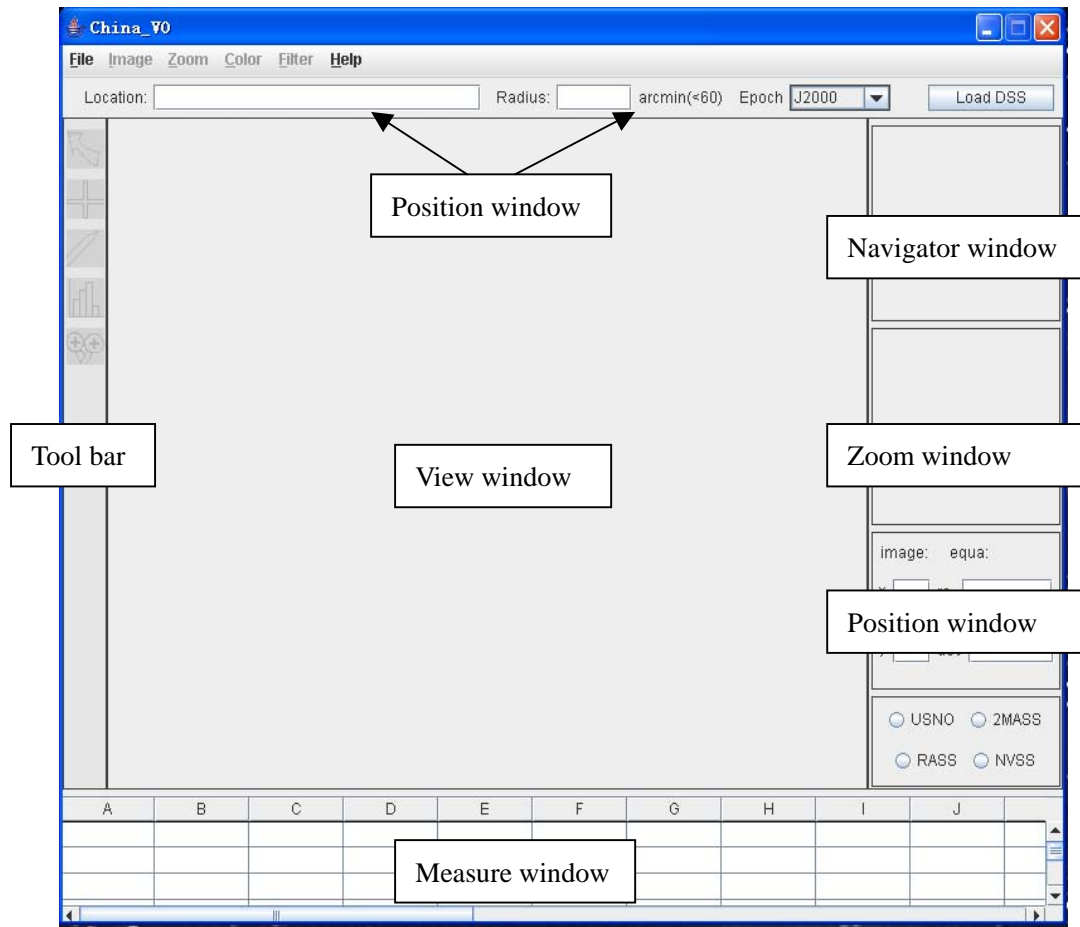 China_VO
File Image Zoom Color Filter Help
Location: Radius: arcmin(<60) Epoch J2000 Load DSS
Position window
Navigator window
Tool bar
View window
Zoom window
image: equa:
Position window
USNO 2MASS
RASS NVSS
A B C D E F G H I J
Measure window